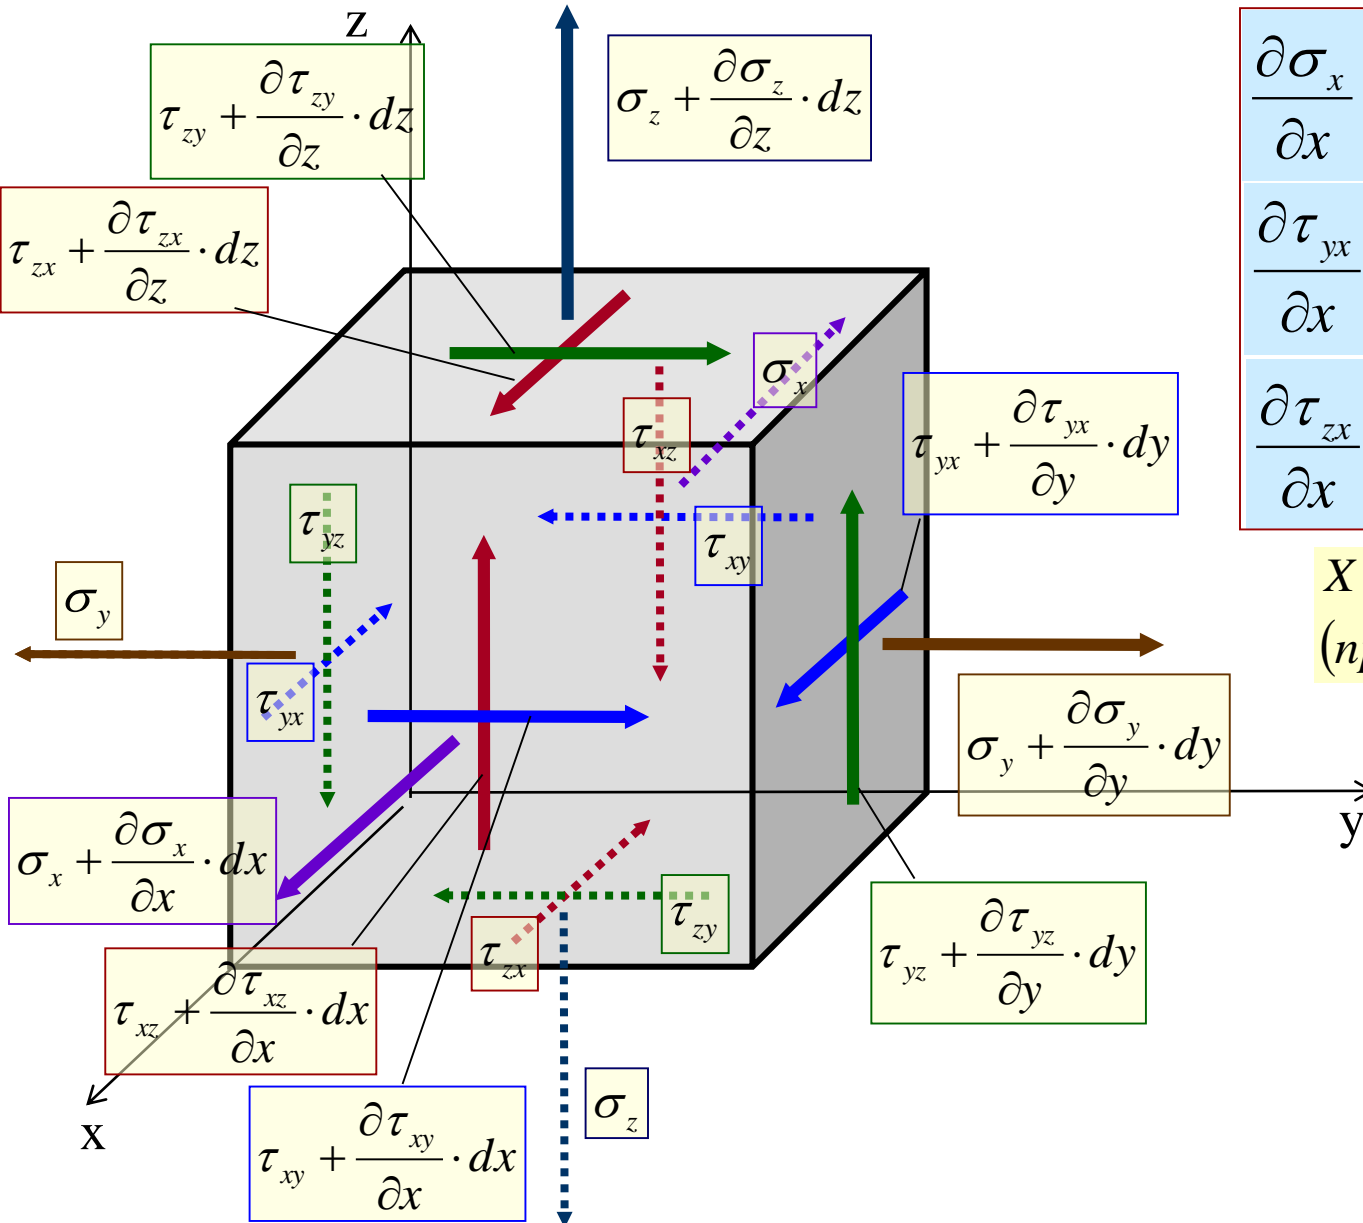 z
τ_zy + ∂τ_zy/∂z · dz
σ_z + ∂σ_z/∂z · dz
∂σ_x/∂x
τ_zx + ∂τ_zx/∂z · dz
∂τ_yx/∂x
σ_x
τ_xz
τ_yx + ∂τ_yx/∂y · dy
∂τ_zx/∂x
τ_yz
τ_xy
σ_y
X
(n
τ_yx
σ_y + ∂σ_y/∂y · dy
y
σ_x + ∂σ_x/∂x · dx
τ_zy
τ_zx
τ_yz + ∂τ_yz/∂y · dy
τ_xz + ∂τ_xz/∂x · dx
x
σ_z
τ_xy + ∂τ_xy/∂x · dx